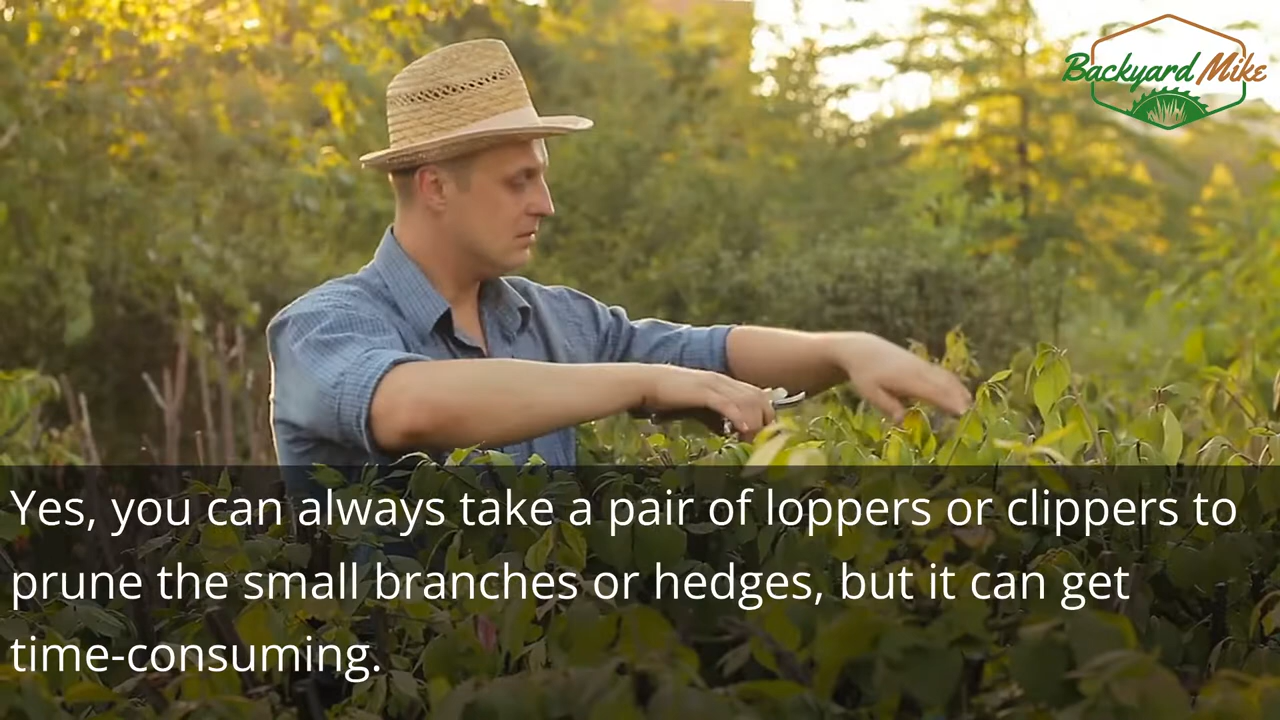 Backyard Mike
Yes, you can always take a pair of loppers or clippers to
prune the small branches or hedges, but it can get
time-consuming.